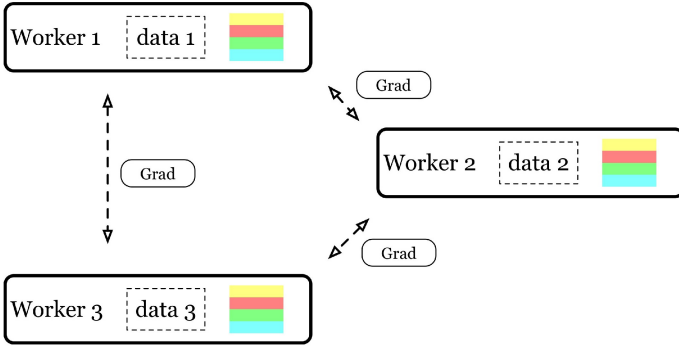 Worker 1 data 1
Grad
Worker 2 data 2
Grad
Grad
Worker 3 data 3